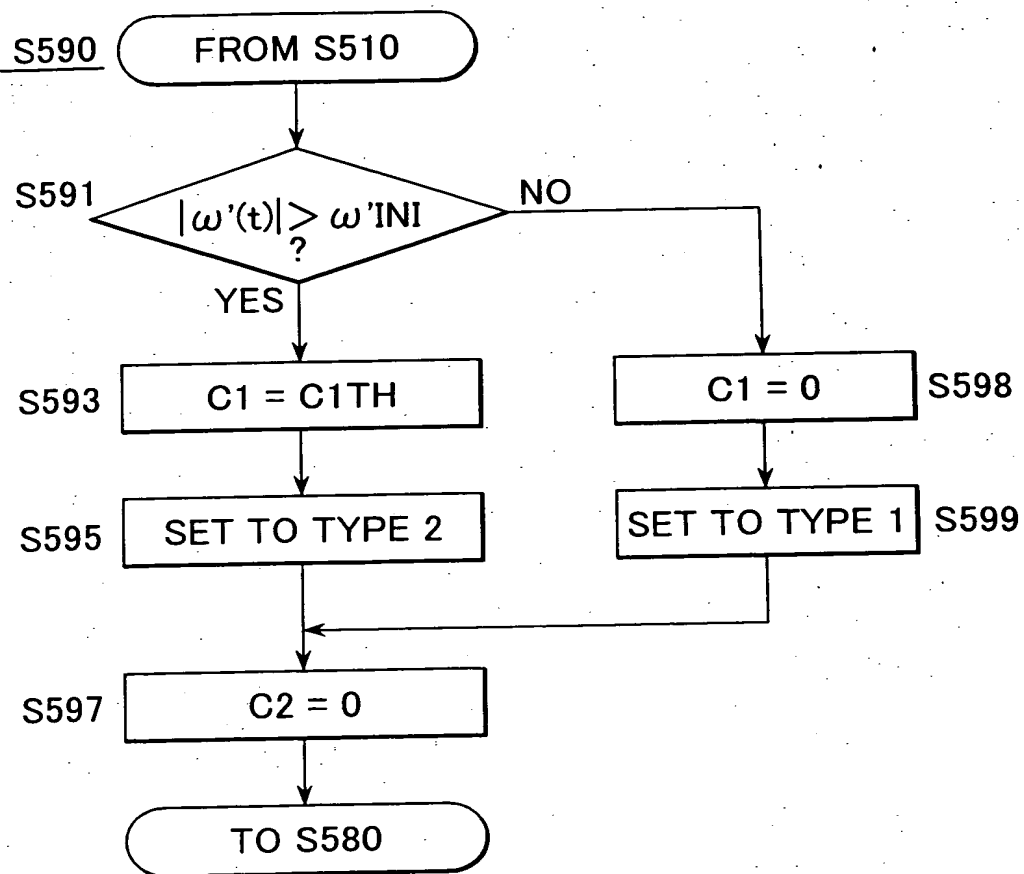 S590
FROM S510
S591
|ω'(t)| > ω'INI
?
NO
YES
S593
C1 = C1TH
C1 = 0
S598
S595
SET TO TYPE 2
SET TO TYPE 1
S599
S597
C2 = 0
TO S580